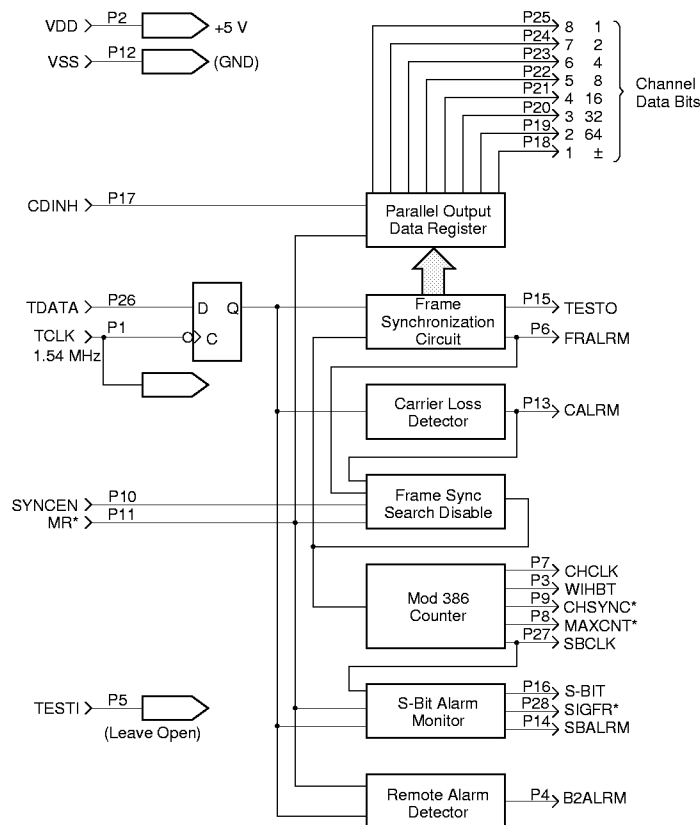 VDD P2 +5 V
VSS P12 (GND)
P25 8 1
P24 7 2
P23 6 4
P22 5 8
P21 4 16
P20 3 32
P19 2 64
P18 1 ±
Channel
Data Bits
CDINH P17
Parallel Output
Data Register
TDATA P26 D Q
TCLK P1 C
1.54 MHz
Frame
Synchronization
Circuit
P15 TESTO
P6 FRALRM
Carrier Loss
Detector
P13 CALRM
SYNCEN P10
MR* P11
Frame Sync
Search Disable
Mod 386
Counter
P7 CHCLK
P3 WIHBT
P9 CHSYNC*
P8 MAXCNT*
P27 SBCLK
TESTI P5
(Leave Open)
S-Bit Alarm
Monitor
P16 S-BIT
P28 SIGFR*
P14 SBALRM
Remote Alarm
Detector
P4 B2ALRM